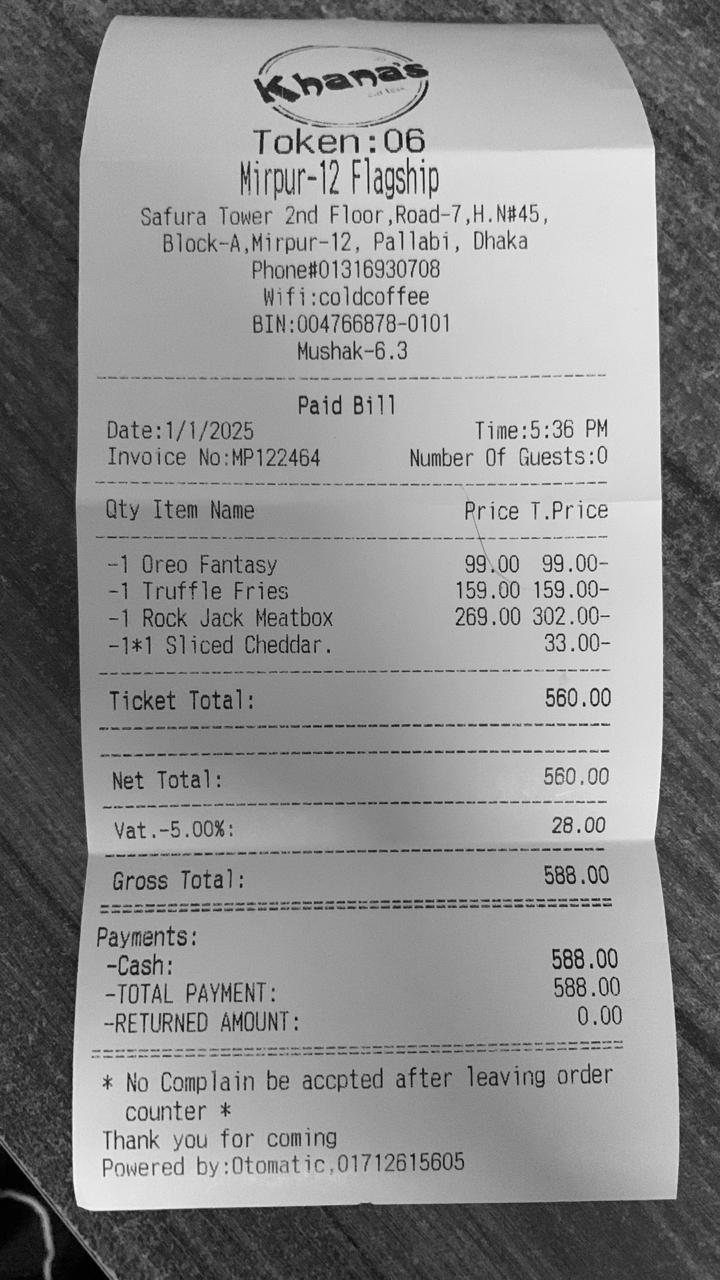 Khana's
Token:06
Mirpur-12 Flagship
Safura Tower 2nd Floor,Road-7,H.N#45,
Block-A,Mirpur-12, Pallabi, Dhaka
Phone#01316930708
Wifi:coldcoffee
BIN:004766878-0101
Mushak-6.3
Paid Bill
Date:1/1/2025 Time:5:36 PM
Invoice No:MP122464 Number Of Guests:0
Qty Item Name Price T.Price
-1 Oreo Fantasy 99.00 99.00-
-1 Truffle Fries 159.00 159.00-
-1 Rock Jack Meatbox 269.00 302.00-
-1*1 Sliced Cheddar. 33.00-
Ticket Total: 560.00
Net Total: 560.00
Vat.-5.00%: 28.00
Gross Total: 588.00
Payments:
-Cash: 588.00
-TOTAL PAYMENT: 588.00
-RETURNED AMOUNT: 0.00
* No Complain be accpted after leaving order
counter *
Thank you for coming
Powered by:Otomatic,01712615605